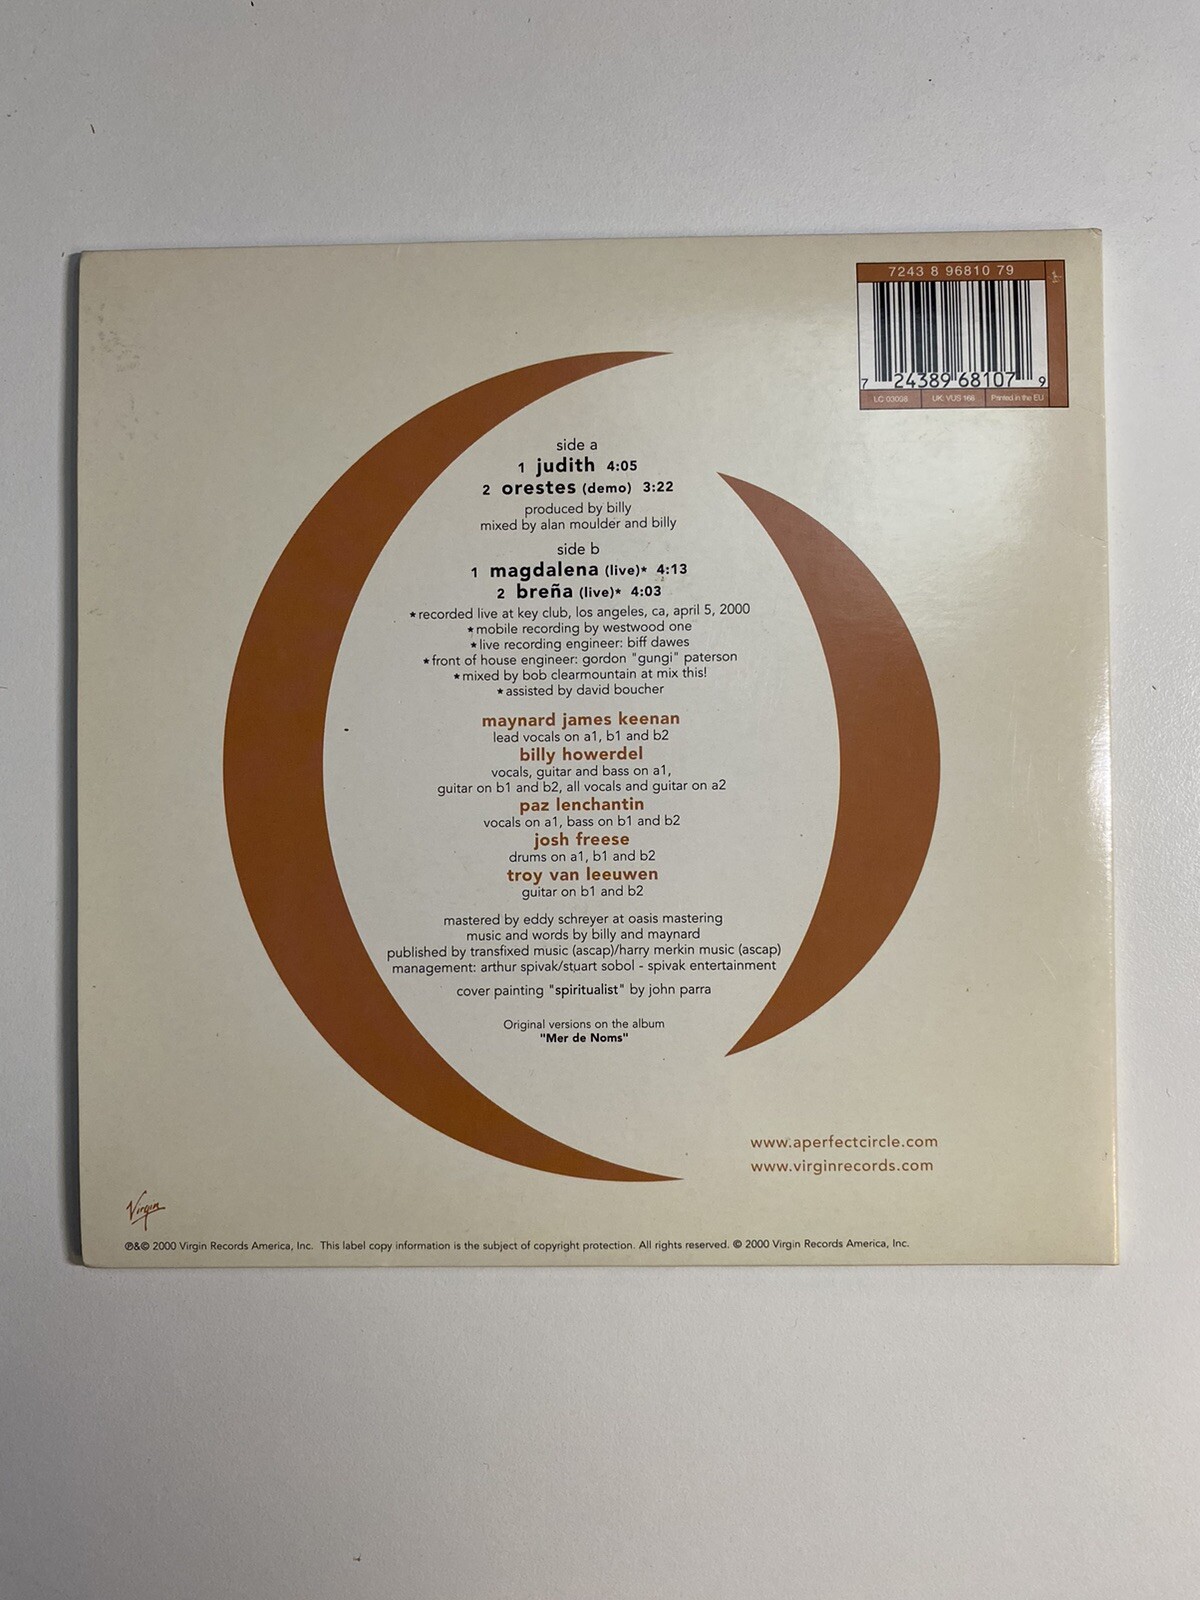 7243 8 96810 79
7 24389 68107 9
LC 03098
UK: VUS 168
Printed in the EU
side a
1 judith 4:05
2 orestes (demo) 3:22
produced by billy
mixed by alan moulder and billy
side b
1 magdalena (live)* 4:13
2 breña (live)* 4:03
*recorded live at key club, los angeles, ca, april 5, 2000
*mobile recording by westwood one
*live recording engineer: biff dawes
*front of house engineer: gordon "gungi" paterson
*mixed by bob clearmountain at mix this!
*assisted by david boucher
maynard james keenan
lead vocals on a1, b1 and b2
billy howerdel
vocals, guitar and bass on a1,
guitar on b1 and b2, all vocals and guitar on a2
paz lenchantin
vocals on a1, bass on b1 and b2
josh freese
drums on a1, b1 and b2
troy van leeuwen
guitar on b1 and b2
mastered by eddy schreyer at oasis mastering
music and words by billy and maynard
published by transfixed music (ascap)/harry merkin music (ascap)
management: arthur spivak/stuart sobol - spivak entertainment
cover painting "spiritualist" by john parra
Original versions on the album
"Mer de Noms"
www.aperfectcircle.com
www.virginrecords.com
Virgin
℗&© 2000 Virgin Records America, Inc. This label copy information is the subject of copyright protection. All rights reserved. © 2000 Virgin Records America, Inc.